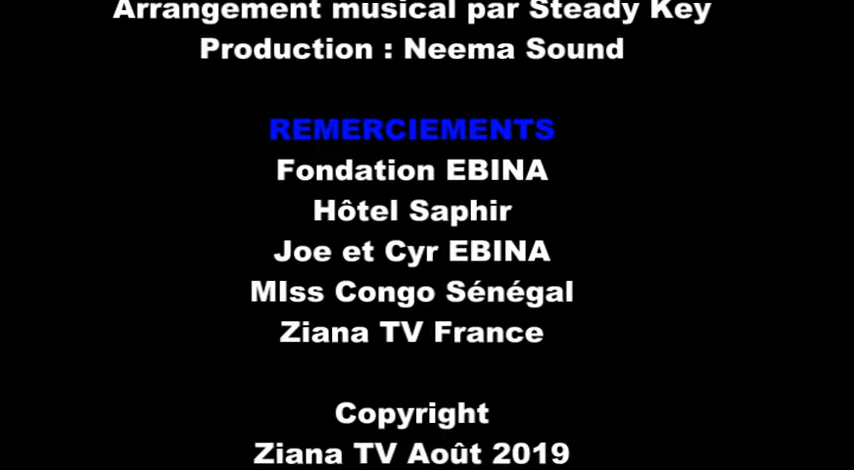 Arrangement musical par Steady Key
Production : Neema Sound
REMERCIEMENTS
Fondation EBINA
Hôtel Saphir
Joe et Cyr EBINA
MIss Congo Sénégal
Ziana TV France
Copyright
Ziana TV Août 2019